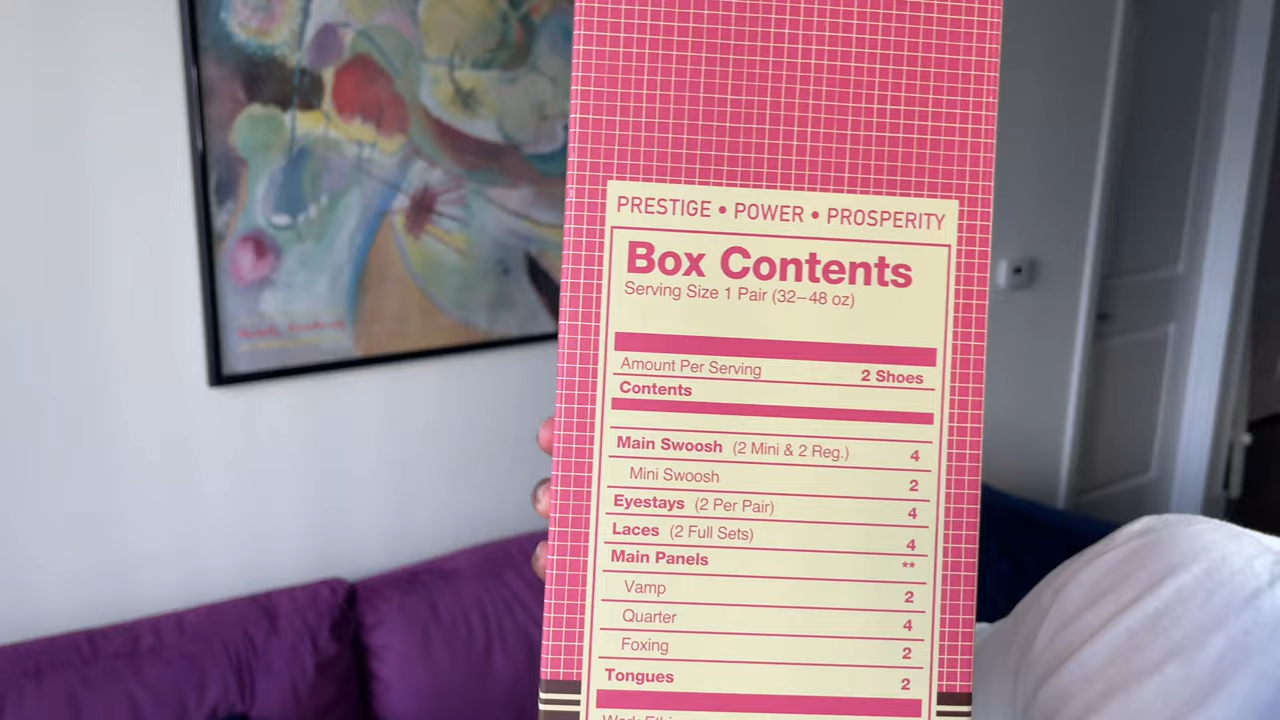 PRESTIGE • POWER • PROSPERITY
Box Contents
Serving Size 1 Pair (32–48 oz)
Amount Per Serving 2 Shoes
Contents
Main Swoosh (2 Mini & 2 Reg.) 4
Mini Swoosh 2
Eyestays (2 Per Pair) 4
Laces (2 Full Sets) 4
Main Panels **
Vamp 2
Quarter 4
Foxing 2
Tongues 2